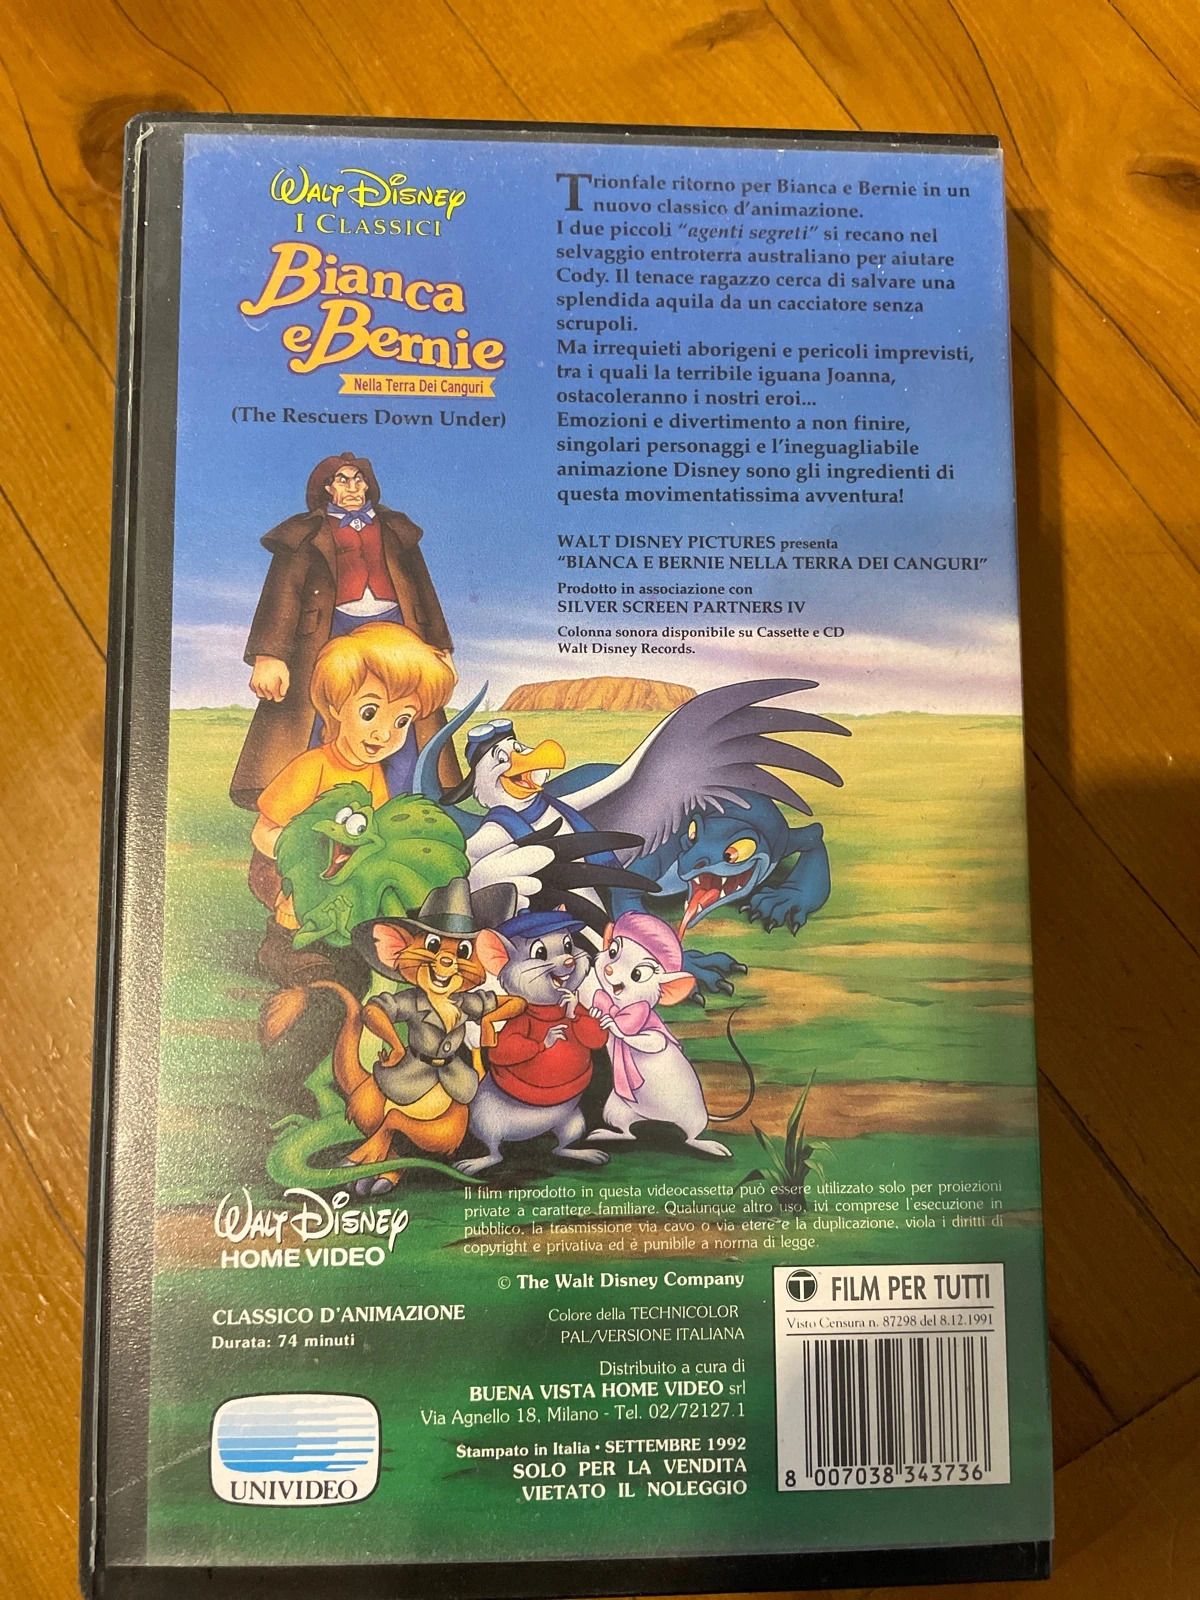 WALT DISNEY
I CLASSICI
Bianca
e Bernie
Nella Terra Dei Canguri
(The Rescuers Down Under)
Trionfale ritorno per Bianca e Bernie in un
nuovo classico d'animazione.
I due piccoli "agenti segreti" si recano nel
selvaggio entroterra australiano per aiutare
Cody. Il tenace ragazzo cerca di salvare una
splendida aquila da un cacciatore senza
scrupoli.
Ma irrequieti aborigeni e pericoli imprevisti,
tra i quali la terribile iguana Joanna,
ostacoleranno i nostri eroi...
Emozioni e divertimento a non finire,
singolari personaggi e l'ineguagliabile
animazione Disney sono gli ingredienti di
questa movimentatissima avventura!
WALT DISNEY PICTURES presenta
"BIANCA E BERNIE NELLA TERRA DEI CANGURI"
Prodotto in associazione con
SILVER SCREEN PARTNERS IV
Colonna sonora disponibile su Cassette e CD
Walt Disney Records.
Il film riprodotto in questa videocassetta può essere utilizzato solo per proiezioni
private a carattere familiare. Qualunque altro uso, ivi comprese l'esecuzione in
pubblico, la trasmissione via cavo o via etere e la duplicazione, viola i diritti di
copyright e privativa ed è punibile a norma di legge.
WALT DISNEY
HOME VIDEO
CLASSICO D'ANIMAZIONE
Durata: 74 minuti
UNIVIDEO
© The Walt Disney Company
Colore della TECHNICOLOR
PAL/VERSIONE ITALIANA
Distribuito a cura di
BUENA VISTA HOME VIDEO srl
Via Agnello 18, Milano - Tel. 02/72127.1
Stampato in Italia • SETTEMBRE 1992
SOLO PER LA VENDITA
VIETATO IL NOLEGGIO
T FILM PER TUTTI
Visto Censura n. 87298 del 8.12.1991
8 007038 343736